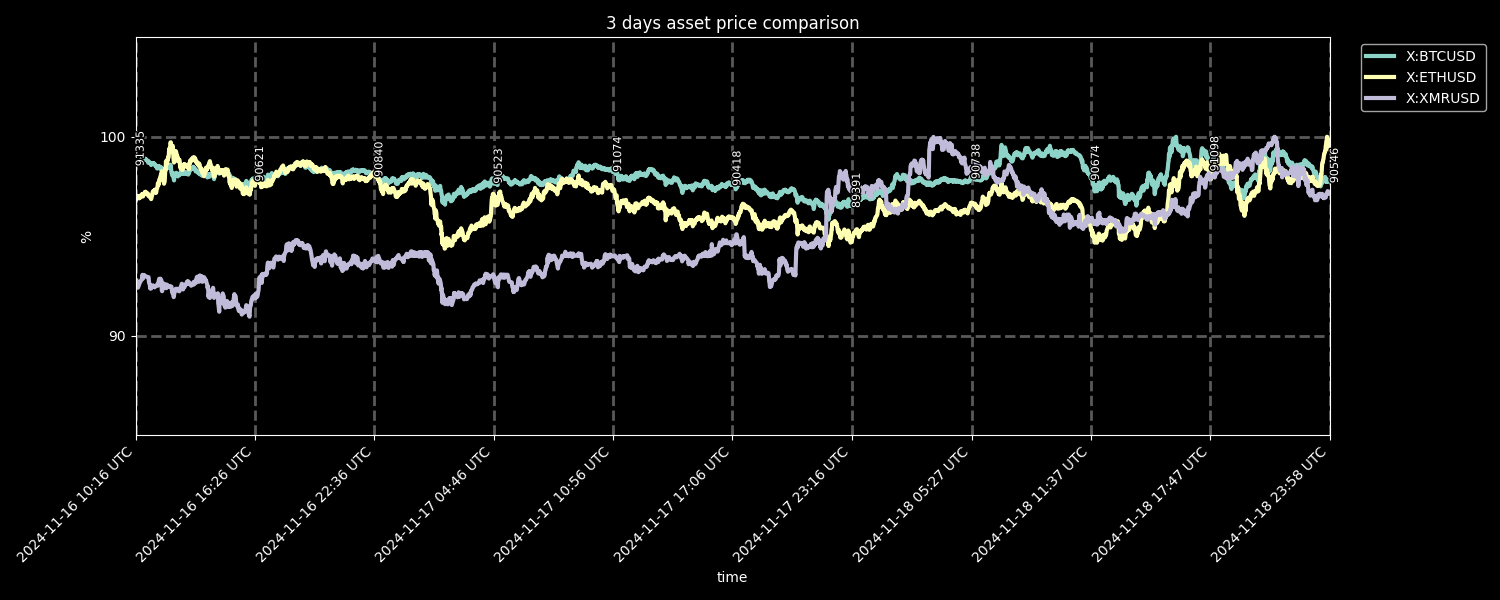 3 days asset price comparison
X:BTCUSD
X:ETHUSD
X:XMRUSD
100
90
%
91335
90621
90840
90523
91074
90418
89391
90738
90674
91098
90546
2024-11-16 10:16 UTC
2024-11-16 16:26 UTC
2024-11-16 22:36 UTC
2024-11-17 04:46 UTC
2024-11-17 10:56 UTC
2024-11-17 17:06 UTC
2024-11-17 23:16 UTC
2024-11-18 05:27 UTC
2024-11-18 11:37 UTC
2024-11-18 17:47 UTC
2024-11-18 23:58 UTC
time